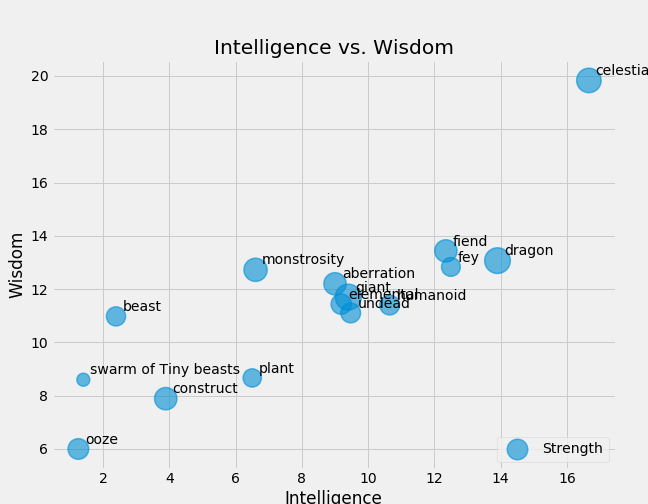 Intelligence vs. Wisdom
20
celestia
18
16
14
fiend
fey
dragon
monstrosity
aberration
12
giant
elemental
humanoid
undead
beast
10
swarm of Tiny beasts
plant
8
construct
6
ooze
Strength
Wisdom
2
4
6
8
10
12
14
16
Intelligence